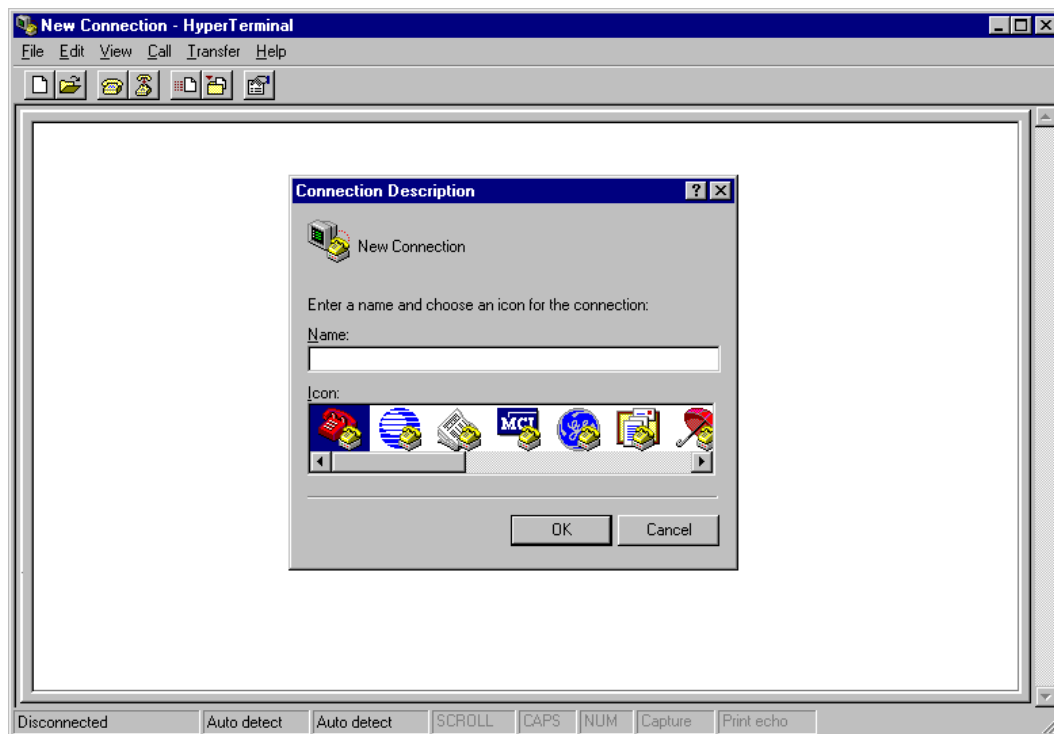 New Connection - HyperTerminal
File Edit View Call Transfer Help
Connection Description
?
New Connection
Enter a name and choose an icon for the connection:
Name:
Icon:
MCI
OK Cancel
Disconnected Auto detect Auto detect SCROLL CAPS NUM Capture Print echo